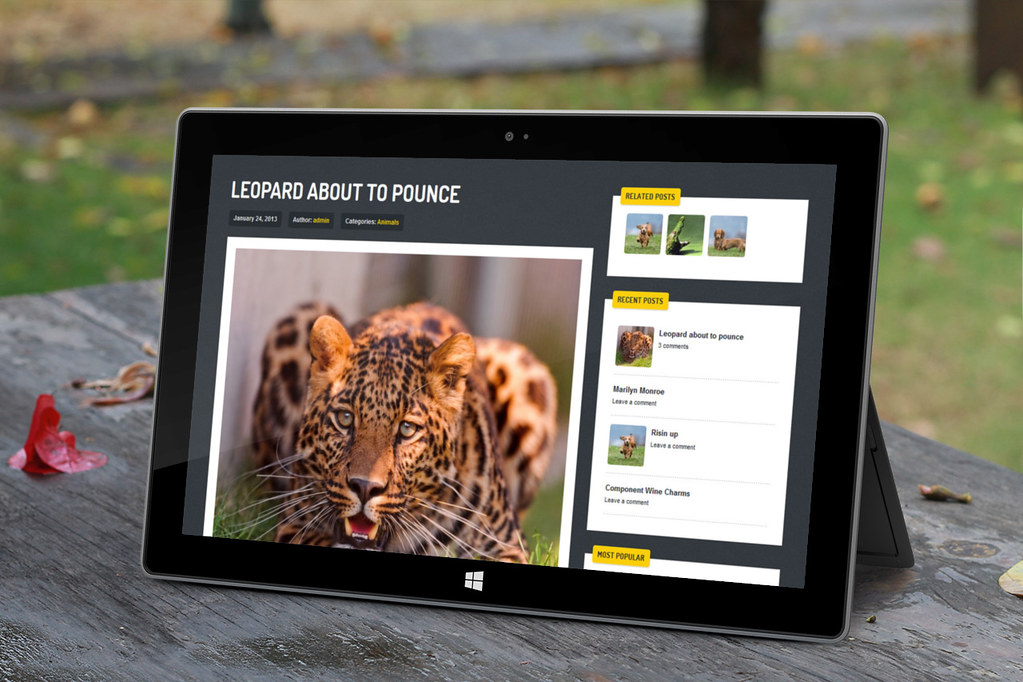 LEOPARD ABOUT TO POUNCE
January 24, 2013 Author: admin Categories: Animals
RELATED POSTS
RECENT POSTS
Leopard about to pounce
3 comments
Marilyn Monroe
Leave a comment
Risin up
Leave a comment
Component Wine Charms
Leave a comment
MOST POPULAR